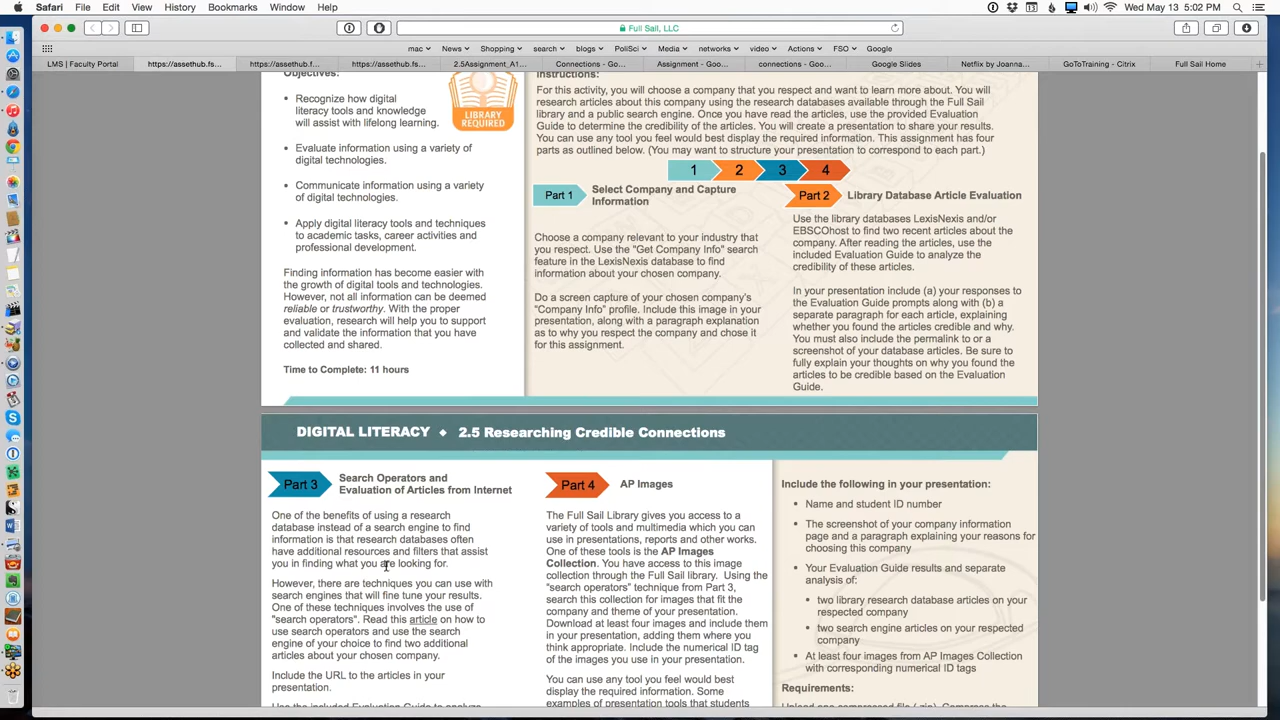 Safari File Edit View History Bookmarks Window Help Wed May 13 5:02 PM
Full Sail, LLC
mac News Shopping search blogs PoliSci Media networks video Actions FSO Google
LMS | Faculty Portal https://assethub.fs... https://assethub.f... https://assethub.fs... 2.5Assignment_A1... Connections - Goo... Assignment - Goo... connections - Goo... Google Slides Netflix by Joanna... GoToTraining - Citrix Full Sail Home
Objectives:
Recognize how digital
literacy tools and knowledge
will assist with lifelong learning.
LIBRARY
REQUIRED
Evaluate information using a variety of
digital technologies.
Communicate information using a variety
of digital technologies.
Apply digital literacy tools and techniques
to academic tasks, career activities and
professional development.
Finding information has become easier with
the growth of digital tools and technologies.
However, not all information can be deemed
reliable or trustworthy. With the proper
evaluation, research will help you to support
and validate the information that you have
collected and shared.
Time to Complete: 11 hours
Instructions:
For this activity, you will choose a company that you respect and want to learn more about. You will
research articles about this company using the research databases available through the Full Sail
library and a public search engine. Once you have read the articles, use the provided Evaluation
Guide to determine the credibility of the articles. You will create a presentation to share your results.
You can use any tool you feel would best display the required information. This assignment has four
parts as outlined below. (You may want to structure your presentation to correspond to each part.)
1 2 3 4
Part 1 Select Company and Capture
Information
Choose a company relevant to your industry that
you respect. Use the "Get Company Info" search
feature in the LexisNexis database to find
information about your chosen company.
Do a screen capture of your chosen company's
"Company Info" profile. Include this image in your
presentation, along with a paragraph explanation
as to why you respect the company and chose it
for this assignment.
Part 2 Library Database Article Evaluation
Use the library databases LexisNexis and/or
EBSCOhost to find two recent articles about the
company. After reading the articles, use the
included Evaluation Guide to analyze the
credibility of these articles.
In your presentation include (a) your responses to
the Evaluation Guide prompts along with (b) a
separate paragraph for each article, explaining
whether you found the articles credible and why.
You must also include the permalink to or a
screenshot of your database articles. Be sure to
fully explain your thoughts on why you found the
articles to be credible based on the Evaluation
Guide.
DIGITAL LITERACY ◆ 2.5 Researching Credible Connections
Part 3 Search Operators and
Evaluation of Articles from Internet
One of the benefits of using a research
database instead of a search engine to find
information is that research databases often
have additional resources and filters that assist
you in finding what you are looking for.
However, there are techniques you can use with
search engines that will fine tune your results.
One of these techniques involves the use of
"search operators". Read this article on how to
use search operators and use the search
engine of your choice to find two additional
articles about your chosen company.
Include the URL to the articles in your
presentation.
Use the included Evaluation Guide to analyze
Part 4 AP Images
The Full Sail Library gives you access to a
variety of tools and multimedia which you can
use in presentations, reports and other works.
One of these tools is the AP Images
Collection. You have access to this image
collection through the Full Sail library. Using the
"search operators" technique from Part 3,
search this collection for images that fit the
company and theme of your presentation.
Download at least four images and include them
in your presentation, adding them where you
think appropriate. Include the numerical ID tag
of the images you use in your presentation.
You can use any tool you feel would best
display the required information. Some
examples of presentation tools that students
Include the following in your presentation:
Name and student ID number
The screenshot of your company information
page and a paragraph explaining your reasons for
choosing this company
Your Evaluation Guide results and separate
analysis of:
two library research database articles on your
respected company
two search engine articles on your respected
company
At least four images from AP Images Collection
with corresponding numerical ID tags
Requirements:
Upload one compressed file (.zip). Compress the